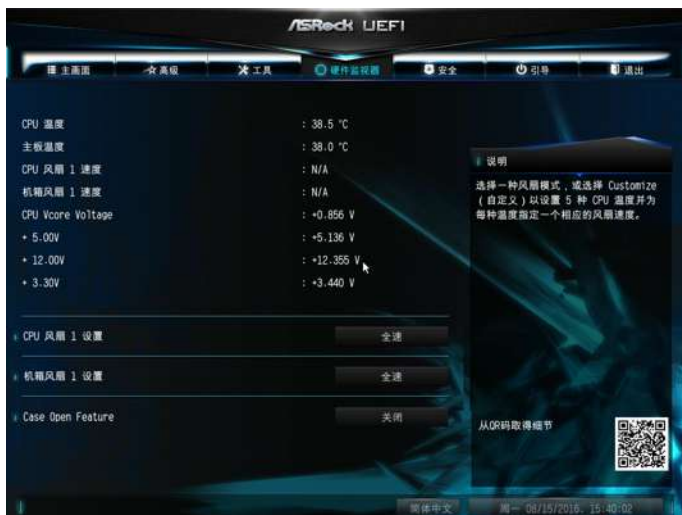 ASRock UEFI
主画面 高级 工具 硬件监视器 安全 引导 退出
CPU 温度 : 38.5 °C
主板温度 : 38.0 °C
CPU 风扇 1 速度 : N/A
机箱风扇 1 速度 : N/A
CPU Vcore Voltage : +0.856 V
+ 5.00V : +5.136 V
+ 12.00V : +12.355 V
+ 3.30V : +3.440 V
CPU 风扇 1 设置 全速
机箱风扇 1 设置 全速
Case Open Feature 关闭
说明
选择一种风扇模式，或选择 Customize
（自定义）以设置 5 种 CPU 温度并为
每种温度指定一个相应的风扇速度。
从QR码取得细节
简体中文 周一 08/15/2016. 15:40:02